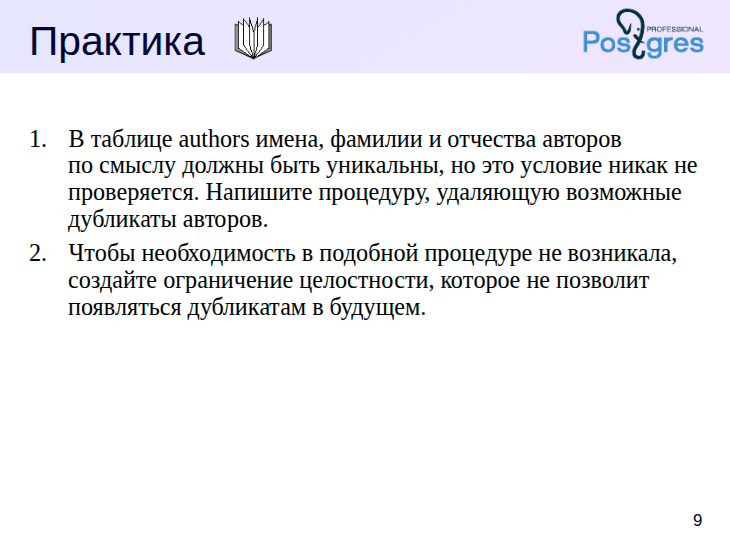 Практика
PROFESSIONAL
Postgres
1. В таблице authors имена, фамилии и отчества авторов
по смыслу должны быть уникальны, но это условие никак не
проверяется. Напишите процедуру, удаляющую возможные
дубликаты авторов.
2. Чтобы необходимость в подобной процедуре не возникала,
создайте ограничение целостности, которое не позволит
появляться дубликатам в будущем.
9